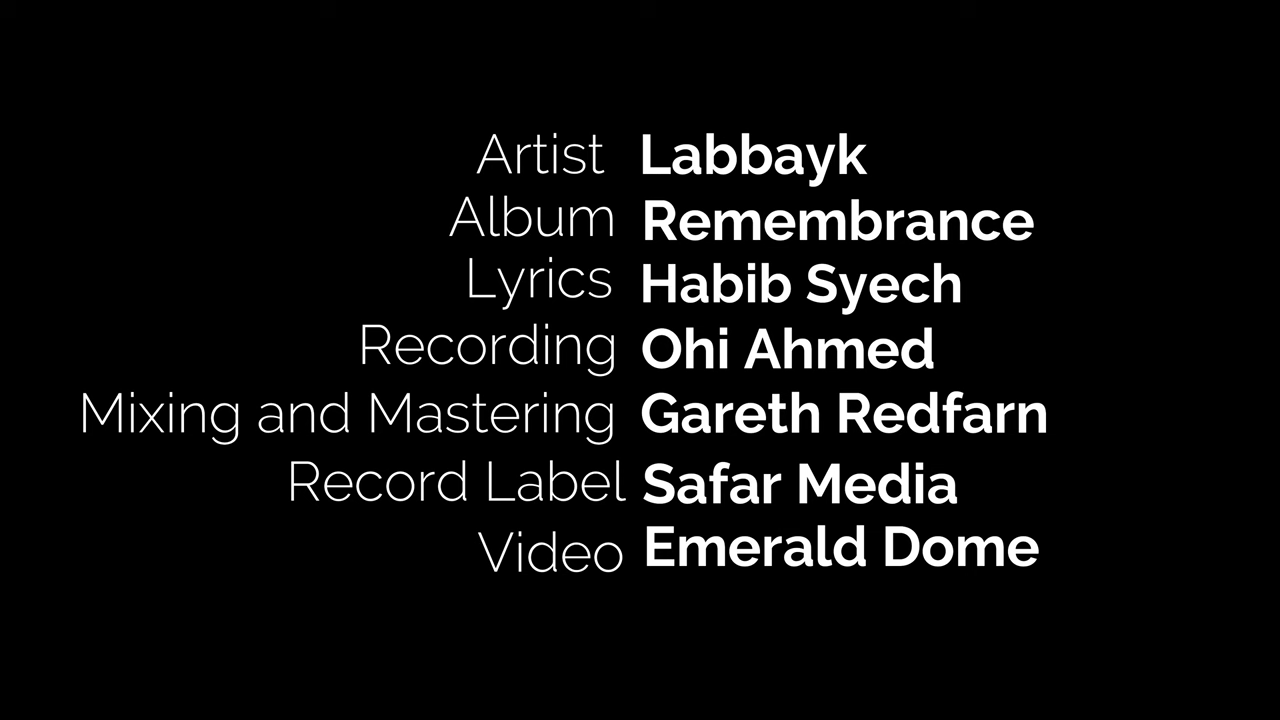 Artist Labbayk
Album Remembrance
Lyrics Habib Syech
Recording Ohi Ahmed
Mixing and Mastering Gareth Redfarn
Record Label Safar Media
Video Emerald Dome